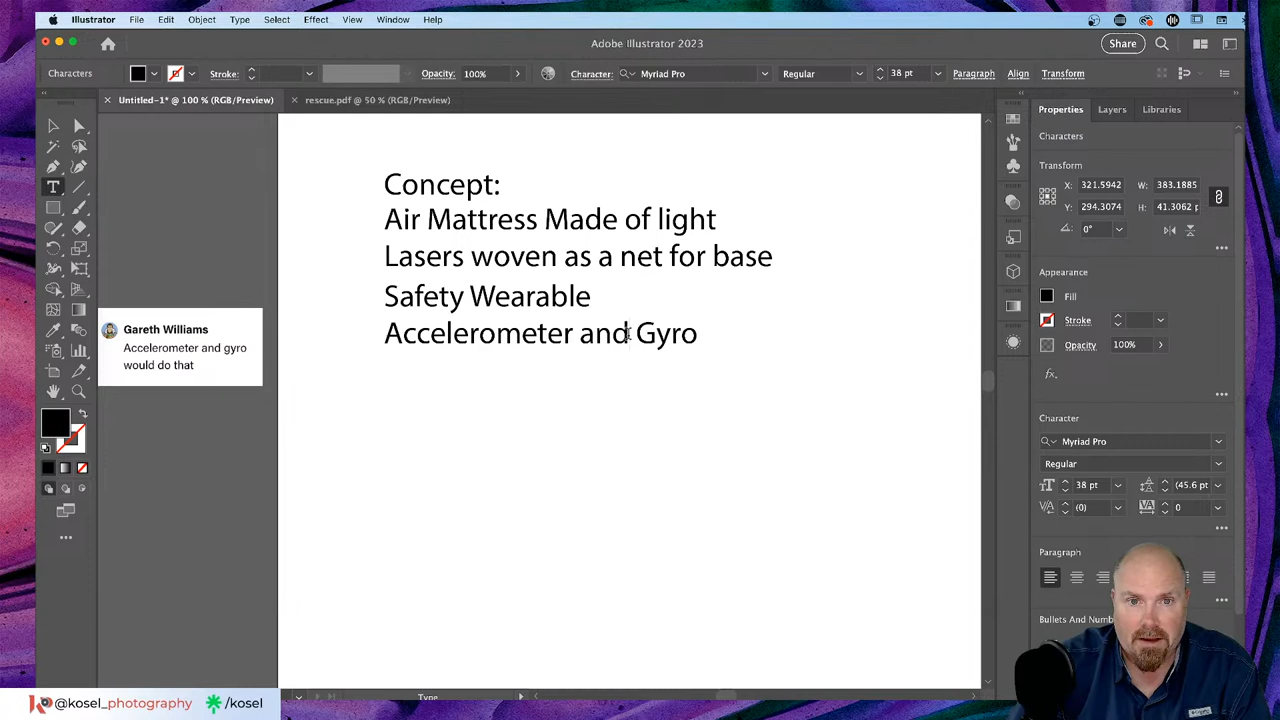 Illustrator File Edit Object Type Select Effect View Window Help
Adobe Illustrator 2023
Share
Characters Stroke: Opacity: 100% Character: Myriad Pro Regular 38 pt Paragraph Align Transform
× Untitled-1* @ 100 % (RGB/Preview) × rescue.pdf @ 50 % (RGB/Preview)
Properties Layers Libraries
Characters
Transform
X: 321.5942 W: 383.1885
Y: 294.3074 H: 41.3062 p
0°
Appearance
Fill
Stroke
Opacity 100%
fx.
Character
Myriad Pro
Regular
38 pt (45.6 pt
(0) 0
Paragraph
Bullets And Numb
Concept:
Air Mattress Made of light
Lasers woven as a net for base
Safety Wearable
Accelerometer and Gyro
Gareth Williams
Accelerometer and gyro
would do that
Type
@kosel_photography /kosel